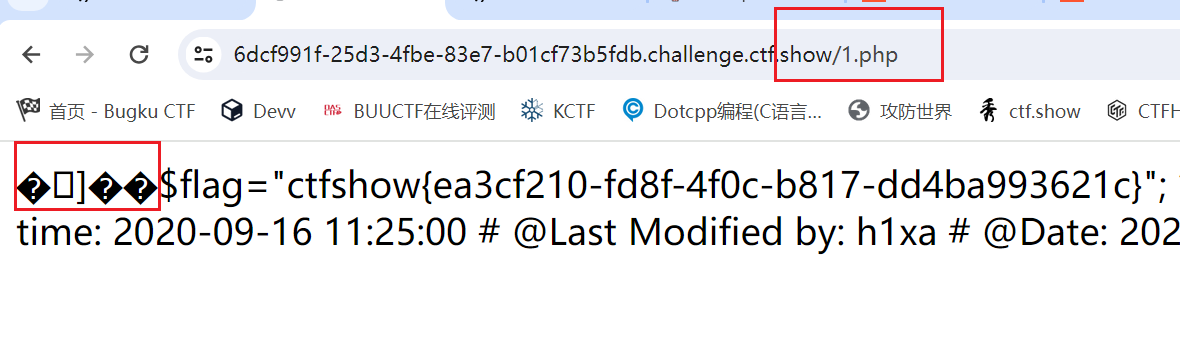 6dcf991f-25d3-4fbe-83e7-b01cf73b5fdb.challenge.ctf.show/1.php
首页 - Bugku CTF Devv BUUCTF在线评测 KCTF Dotcpp编程(C语言... 攻防世界 ctf.show CTFH
�▯]��$flag="ctfshow{ea3cf210-fd8f-4f0c-b817-dd4ba993621c}";
time: 2020-09-16 11:25:00 # @Last Modified by: h1xa # @Date: 202